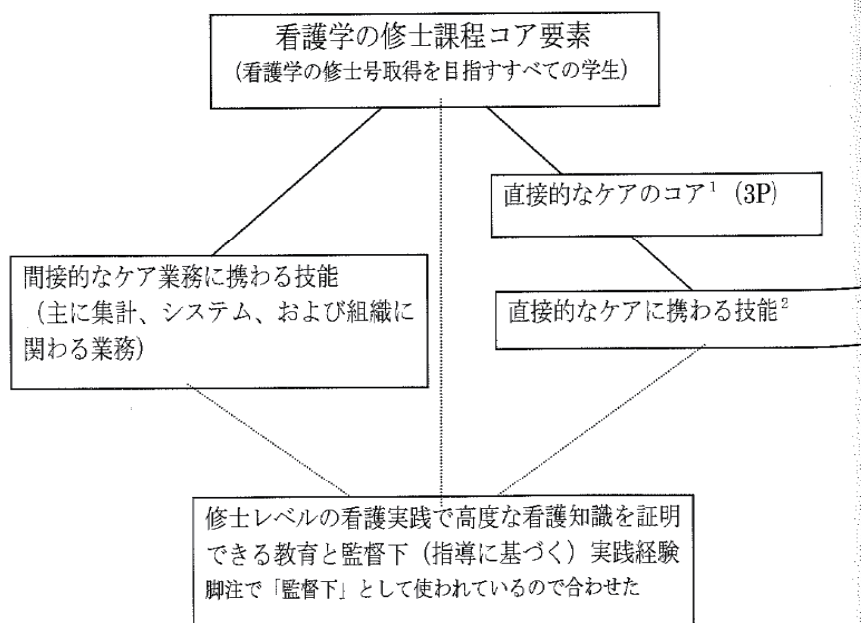 看護学の修士課程コア要素
(看護学の修士号取得を目指すすべての学生)
直接的なケアのコア¹ (3P)
間接的なケア業務に携わる技能
（主に集計、システム、および組織に
関わる業務）
直接的なケアに携わる技能²
修士レベルの看護実践で高度な看護知識を証明
できる教育と監督下（指導に基づく）実践経験
脚注で「監督下」として使われているので合わせた